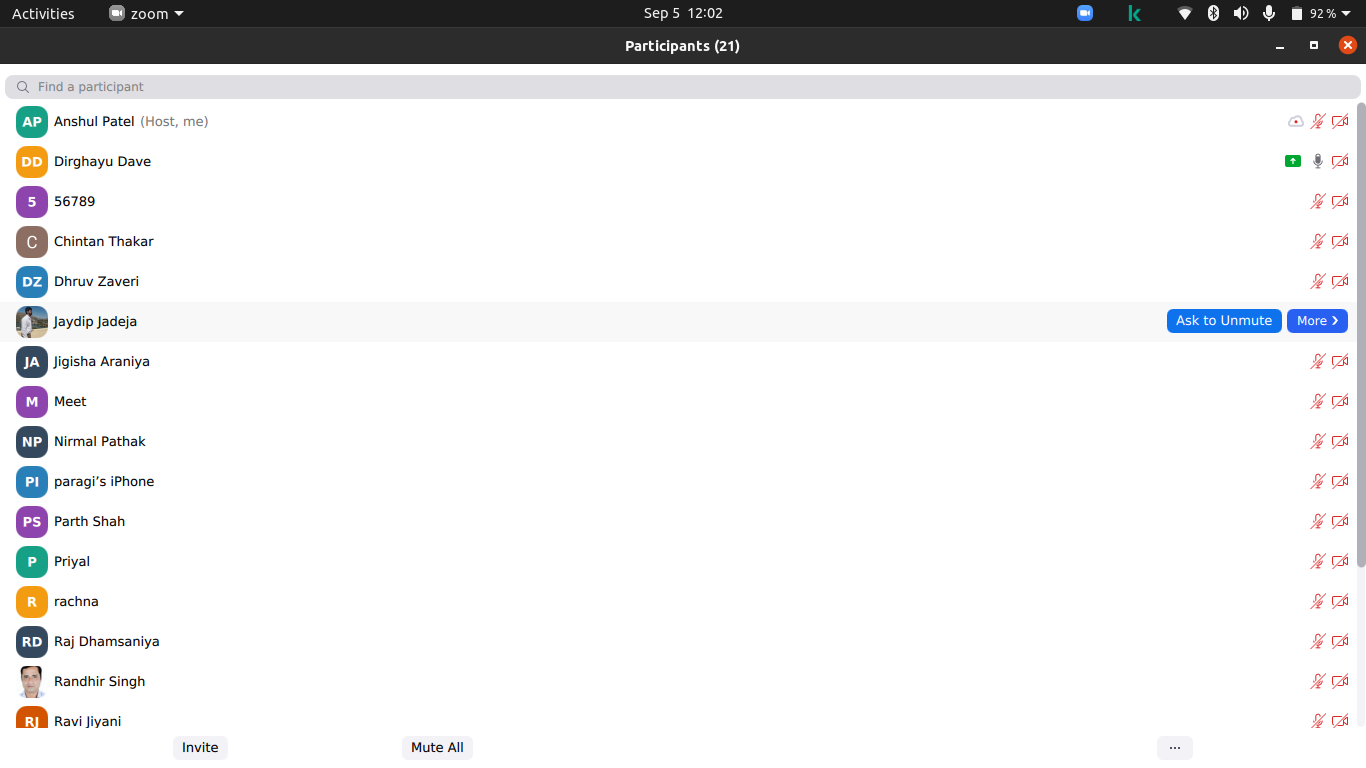 Activities zoom Sep 5 12:02 k 92%
Participants (21)
Find a participant
AP Anshul Patel (Host, me)
DD Dirghayu Dave
5 56789
C Chintan Thakar
DZ Dhruv Zaveri
Jaydip Jadeja Ask to Unmute More ❯
JA Jigisha Araniya
M Meet
NP Nirmal Pathak
PI paragi’s iPhone
PS Parth Shah
P Priyal
R rachna
RD Raj Dhamsaniya
Randhir Singh
RJ Ravi Jiyani
Invite Mute All ...